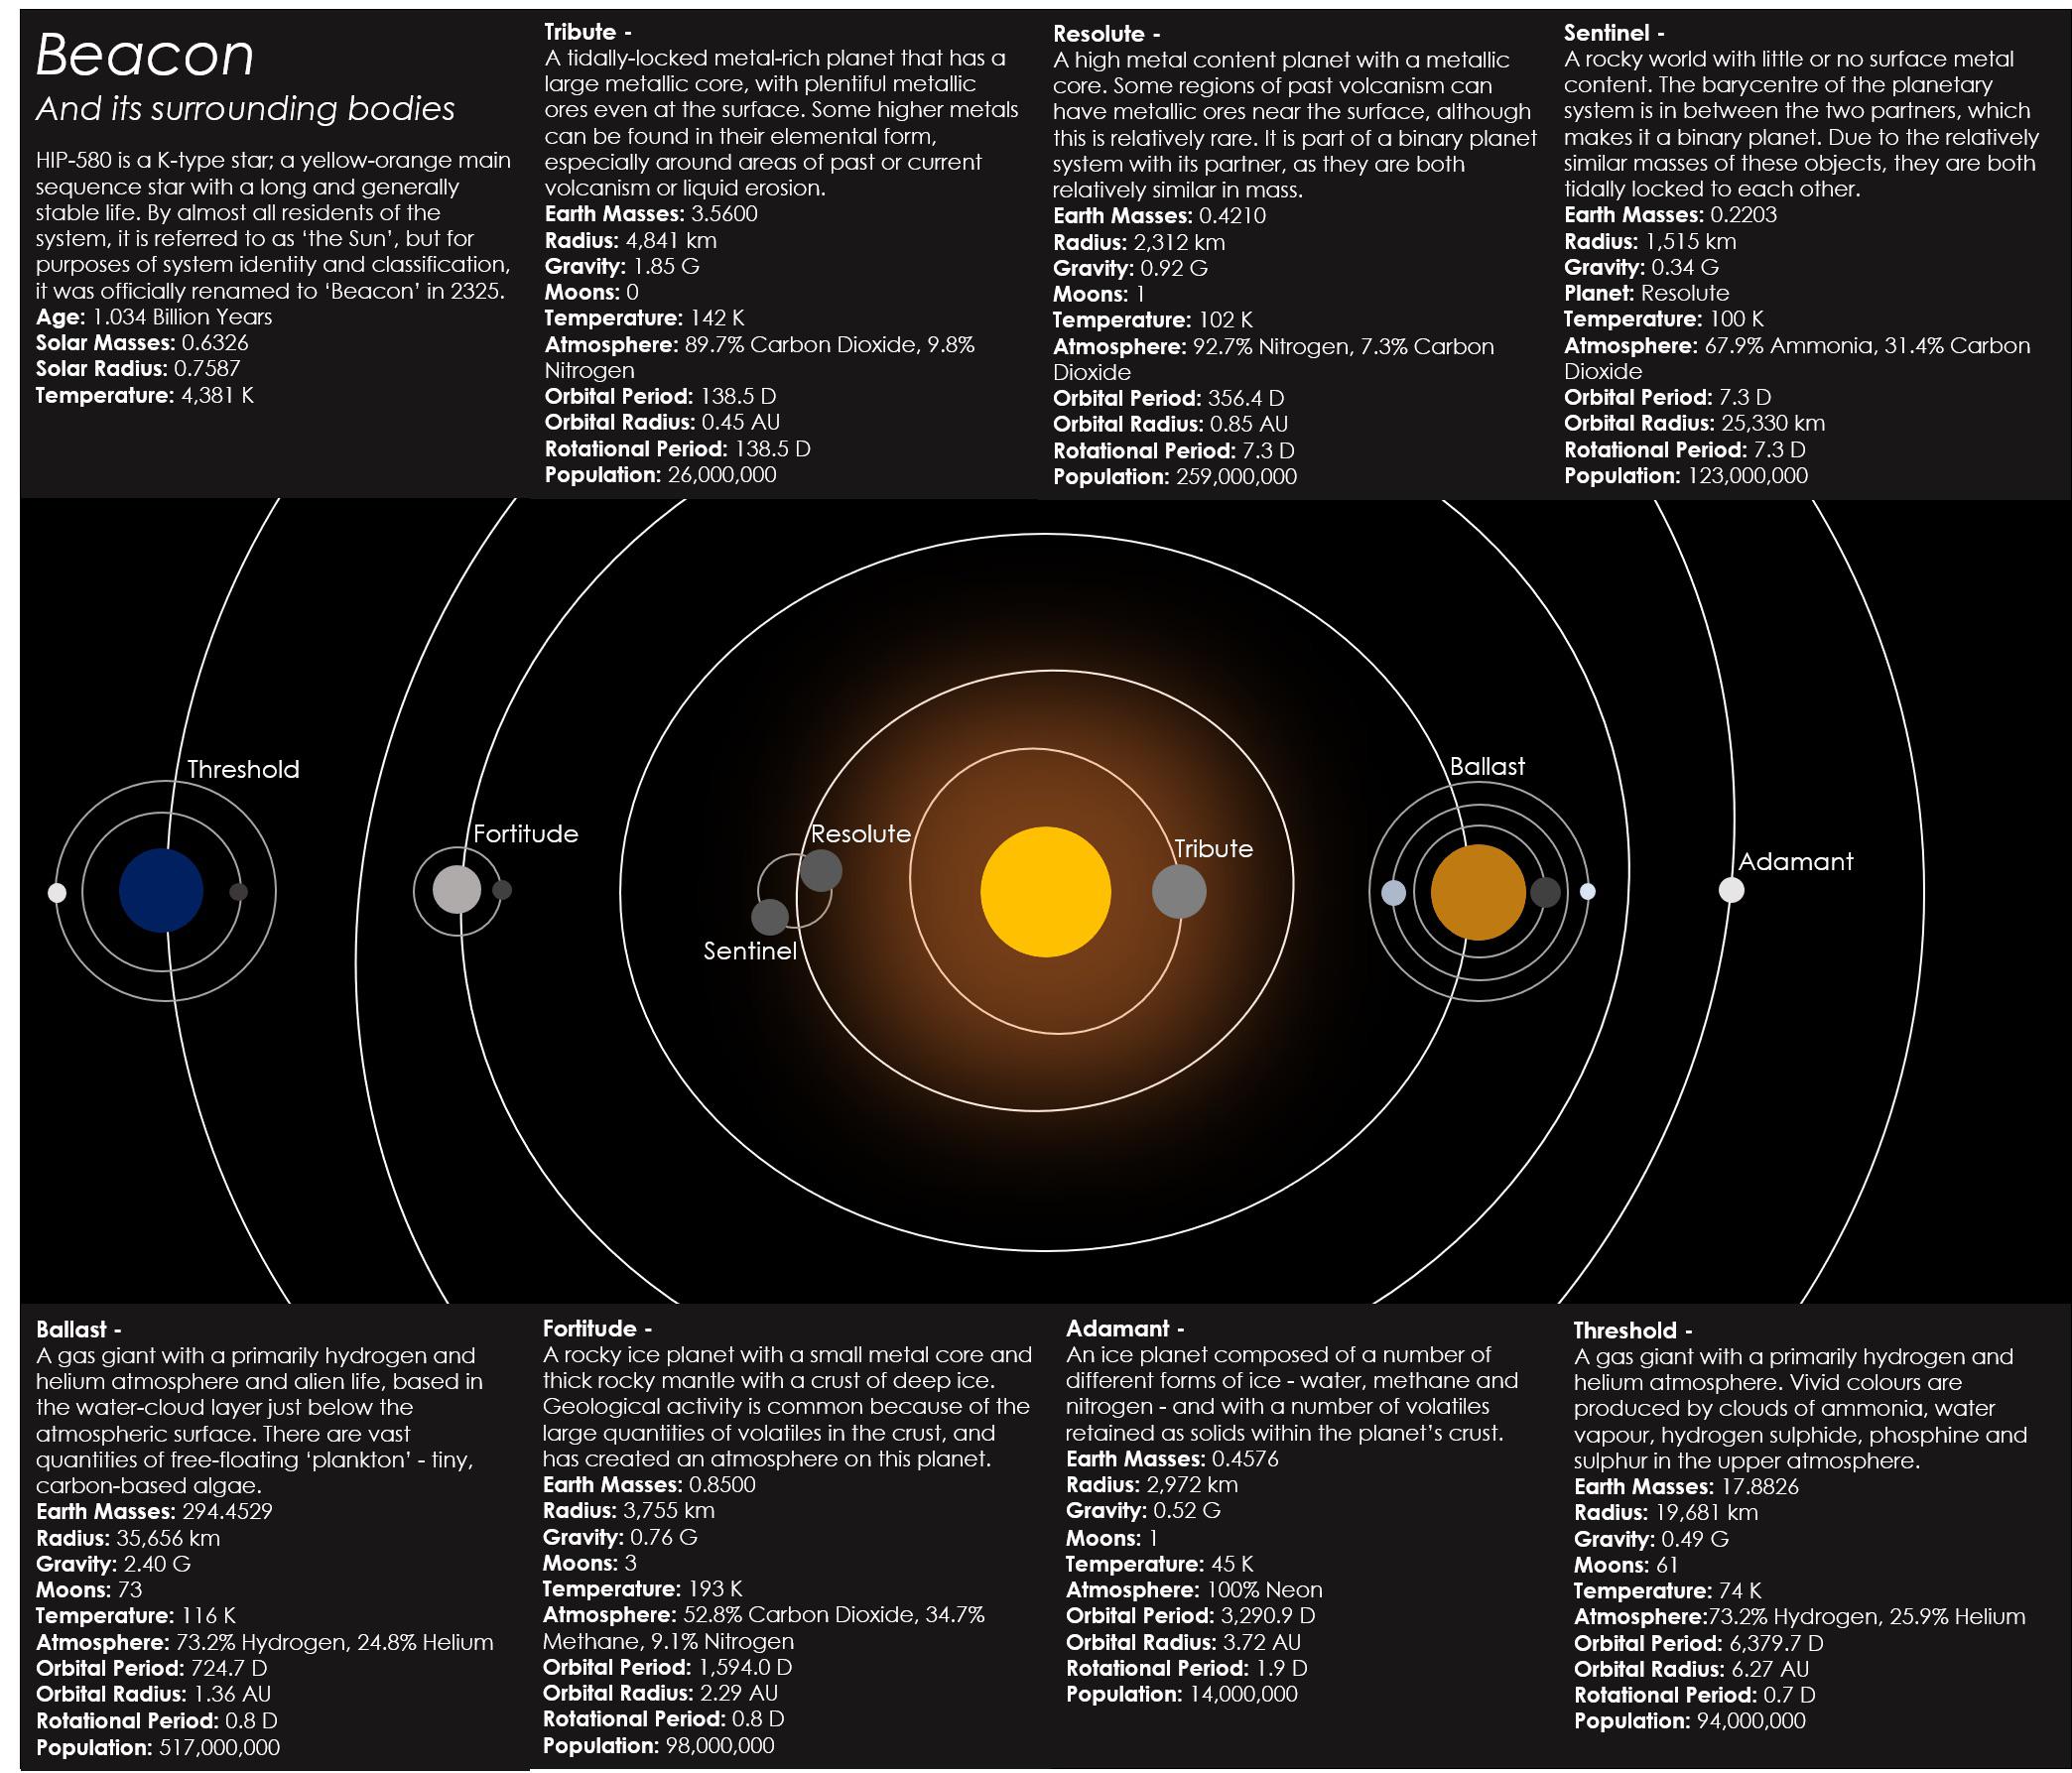 Beacon
And its surrounding bodies
HIP-580 is a K-type star; a yellow-orange main
sequence star with a long and generally
stable life. By almost all residents of the
system, it is referred to as ‘the Sun’, but for
purposes of system identity and classification,
it was officially renamed to ‘Beacon’ in 2325.
Age: 1.034 Billion Years
Solar Masses: 0.6326
Solar Radius: 0.7587
Temperature: 4,381 K
Tribute -
A tidally-locked metal-rich planet that has a
large metallic core, with plentiful metallic
ores even at the surface. Some higher metals
can be found in their elemental form,
especially around areas of past or current
volcanism or liquid erosion.
Earth Masses: 3.5600
Radius: 4,841 km
Gravity: 1.85 G
Moons: 0
Temperature: 142 K
Atmosphere: 89.7% Carbon Dioxide, 9.8%
Nitrogen
Orbital Period: 138.5 D
Orbital Radius: 0.45 AU
Rotational Period: 138.5 D
Population: 26,000,000
Resolute -
A high metal content planet with a metallic
core. Some regions of past volcanism can
have metallic ores near the surface, although
this is relatively rare. It is part of a binary planet
system with its partner, as they are both
relatively similar in mass.
Earth Masses: 0.4210
Radius: 2,312 km
Gravity: 0.92 G
Moons: 1
Temperature: 102 K
Atmosphere: 92.7% Nitrogen, 7.3% Carbon
Dioxide
Orbital Period: 356.4 D
Orbital Radius: 0.85 AU
Rotational Period: 7.3 D
Population: 259,000,000
Sentinel -
A rocky world with little or no surface metal
content. The barycentre of the planetary
system is in between the two partners, which
makes it a binary planet. Due to the relatively
similar masses of these objects, they are both
tidally locked to each other.
Earth Masses: 0.2203
Radius: 1,515 km
Gravity: 0.34 G
Planet: Resolute
Temperature: 100 K
Atmosphere: 67.9% Ammonia, 31.4% Carbon
Dioxide
Orbital Period: 7.3 D
Orbital Radius: 25,330 km
Rotational Period: 7.3 D
Population: 123,000,000
Threshold
Fortitude
Resolute
Sentinel
Tribute
Ballast
Adamant
Ballast -
A gas giant with a primarily hydrogen and
helium atmosphere and alien life, based in
the water-cloud layer just below the
atmospheric surface. There are vast
quantities of free-floating ‘plankton’ - tiny,
carbon-based algae.
Earth Masses: 294.4529
Radius: 35,656 km
Gravity: 2.40 G
Moons: 73
Temperature: 116 K
Atmosphere: 73.2% Hydrogen, 24.8% Helium
Orbital Period: 724.7 D
Orbital Radius: 1.36 AU
Rotational Period: 0.8 D
Population: 517,000,000
Fortitude -
A rocky ice planet with a small metal core and
thick rocky mantle with a crust of deep ice.
Geological activity is common because of the
large quantities of volatiles in the crust, and
has created an atmosphere on this planet.
Earth Masses: 0.8500
Radius: 3,755 km
Gravity: 0.76 G
Moons: 3
Temperature: 193 K
Atmosphere: 52.8% Carbon Dioxide, 34.7%
Methane, 9.1% Nitrogen
Orbital Period: 1,594.0 D
Orbital Radius: 2.29 AU
Rotational Period: 0.8 D
Population: 98,000,000
Adamant -
An ice planet composed of a number of
different forms of ice - water, methane and
nitrogen - and with a number of volatiles
retained as solids within the planet’s crust.
Earth Masses: 0.4576
Radius: 2,972 km
Gravity: 0.52 G
Moons: 1
Temperature: 45 K
Atmosphere: 100% Neon
Orbital Period: 3,290.9 D
Orbital Radius: 3.72 AU
Rotational Period: 1.9 D
Population: 14,000,000
Threshold -
A gas giant with a primarily hydrogen and
helium atmosphere. Vivid colours are
produced by clouds of ammonia, water
vapour, hydrogen sulphide, phosphine and
sulphur in the upper atmosphere.
Earth Masses: 17.8826
Radius: 19,681 km
Gravity: 0.49 G
Moons: 61
Temperature: 74 K
Atmosphere:73.2% Hydrogen, 25.9% Helium
Orbital Period: 6,379.7 D
Orbital Radius: 6.27 AU
Rotational Period: 0.7 D
Population: 94,000,000